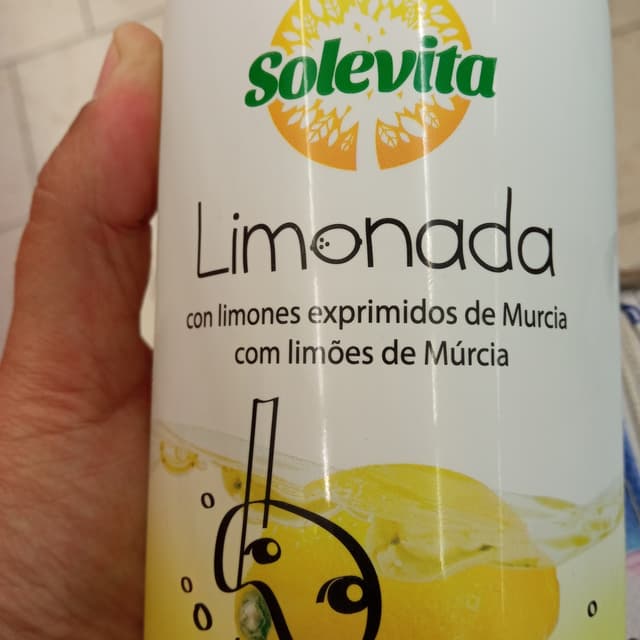 Solevita
Limonada
con limones exprimidos de Murcia
com limões de Múrcia